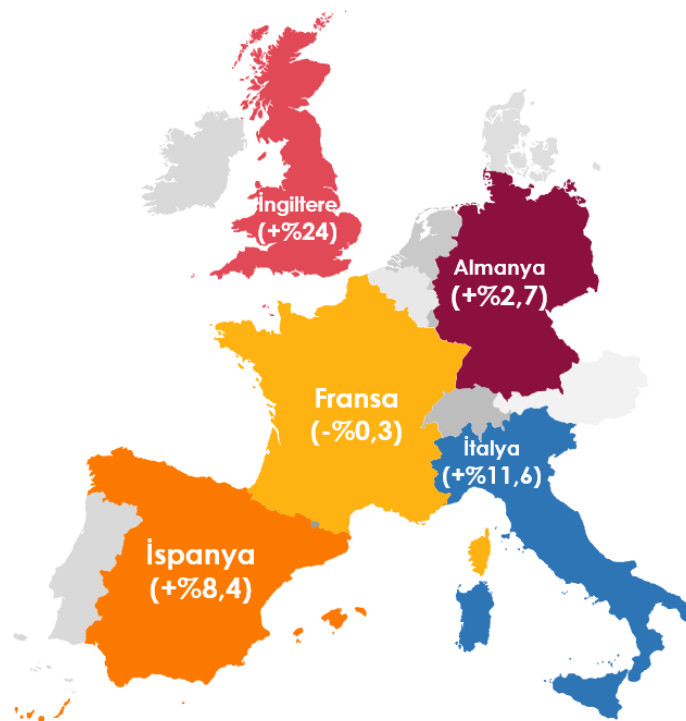 İngiltere
(+%24)
Almanya
(+%2,7)
Fransa
(-%0,3)
İtalya
(+%11,6)
İspanya
(+%8,4)